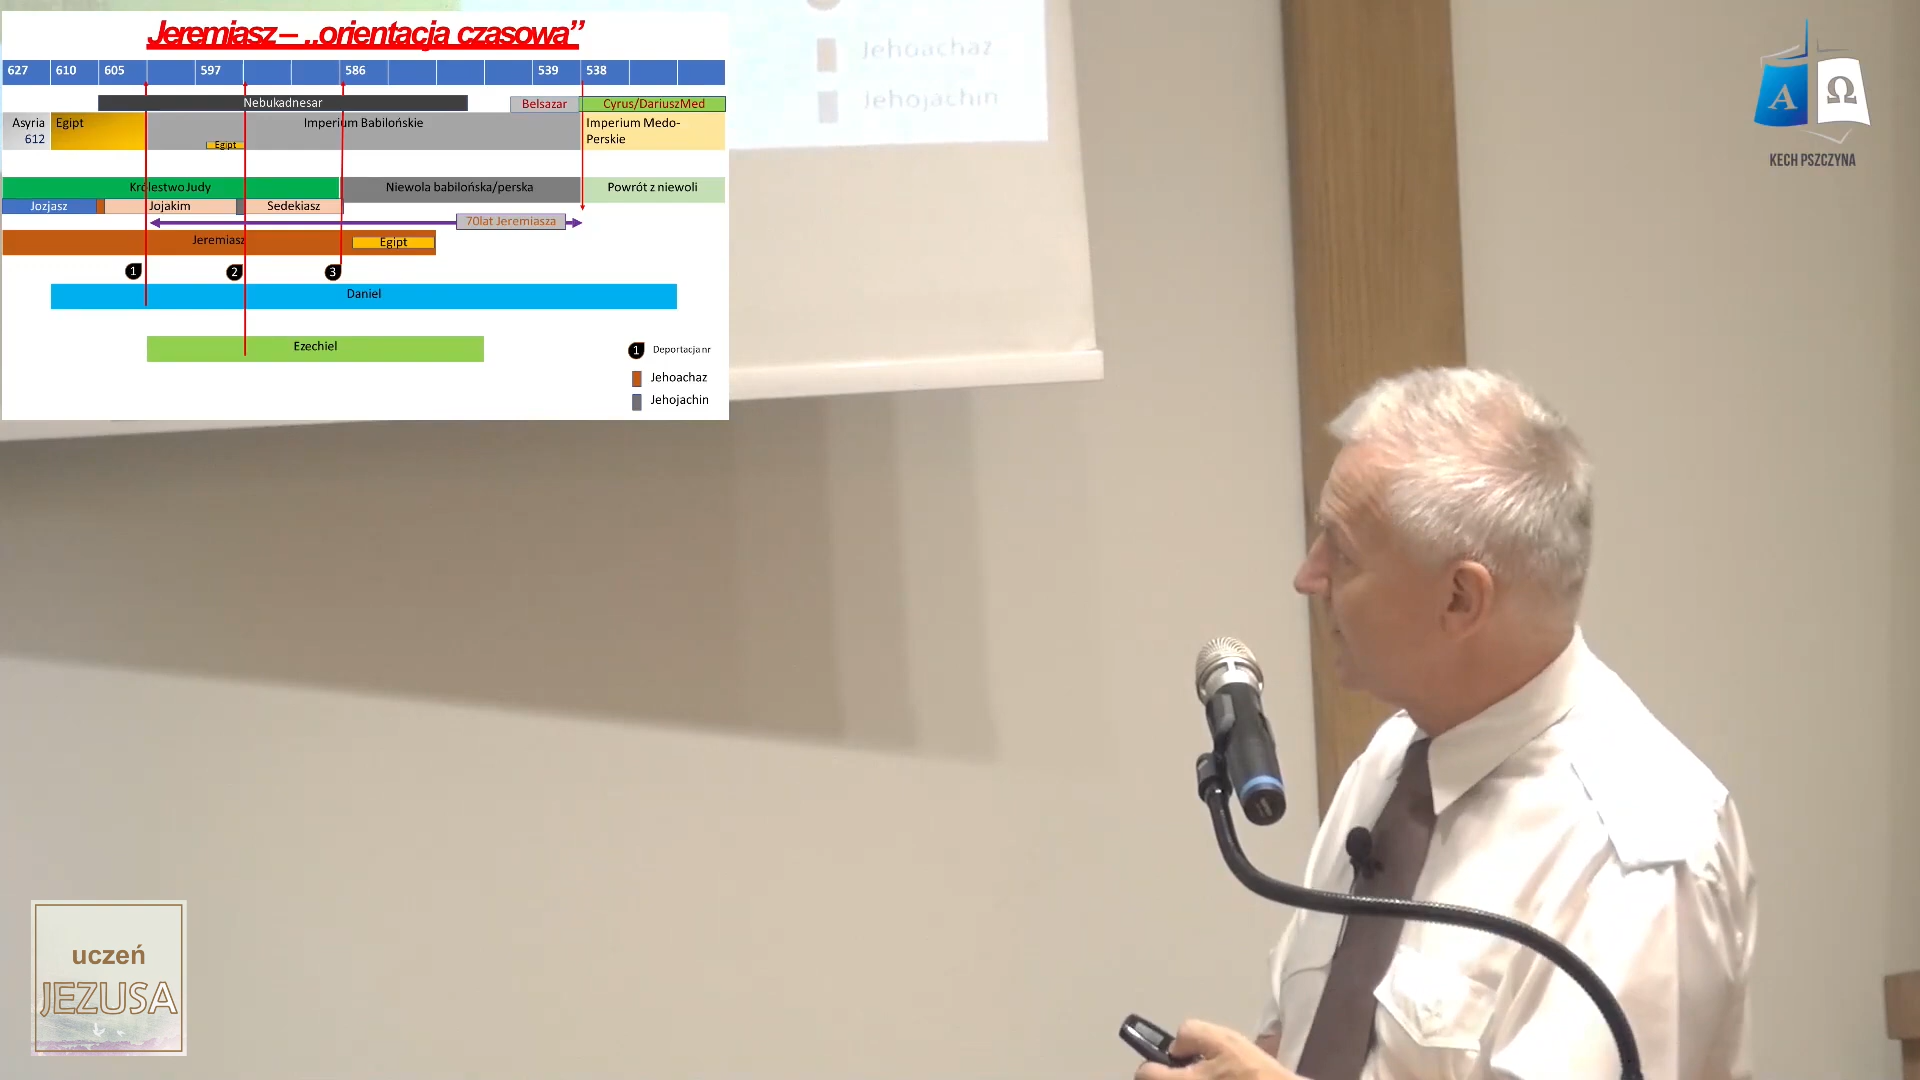 Jeremiasz – „orientacja czasowa”
627 610 605 597 586 539 538
Nebukadnesar Belsazar Cyrus/DariuszMed
Asyria Egipt Imperium Babilońskie Imperium Medo-
612 Egipt Perskie
Królestwo Judy Niewola babilońska/perska Powrót z niewoli
Jozjasz Jojakim Sedekiasz
70lat Jeremiasza
Jeremiasz Egipt
1 2 3
Daniel
Ezechiel
1 Deportacja nr
Jehoachaz
Jehojachin
Jehoachaz
Jehojachin
A Ω
KECH PSZCZYNA
uczeń
JEZUSA